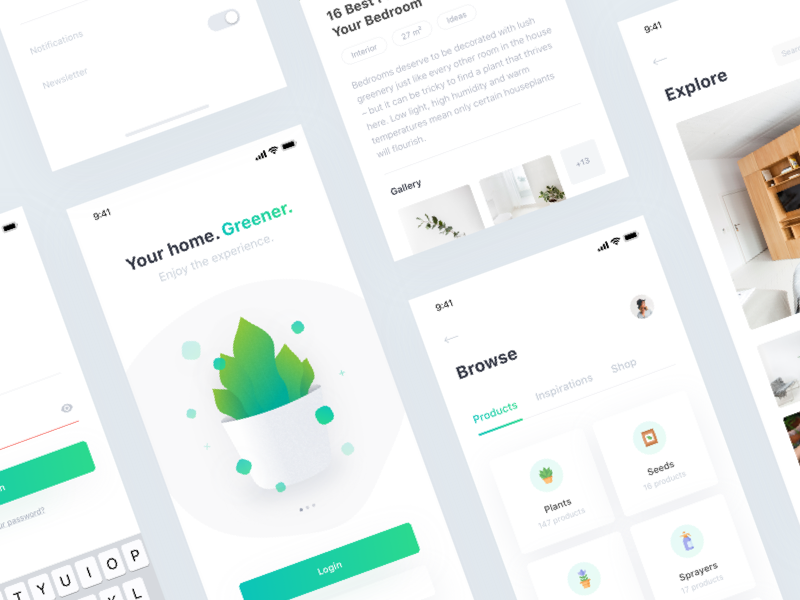 Notifications
Newsletter
16 Best
Your Bedroom
Interior
27 m²
Ideas
Bedrooms deserve to be decorated with lush
greenery just like every other room in the house
– but it can be tricky to find a plant that thrives
here. Low light, high humidity and warm
temperatures mean only certain houseplants
will flourish.
Gallery
+13
9:41
Your home. Greener.
Enjoy the experience.
Login
password?
T Y U I O P
K L
9:41
Browse
Products
Inspirations
Shop
Plants
147 products
Seeds
16 products
Sprayers
17 products
9:41
Explore